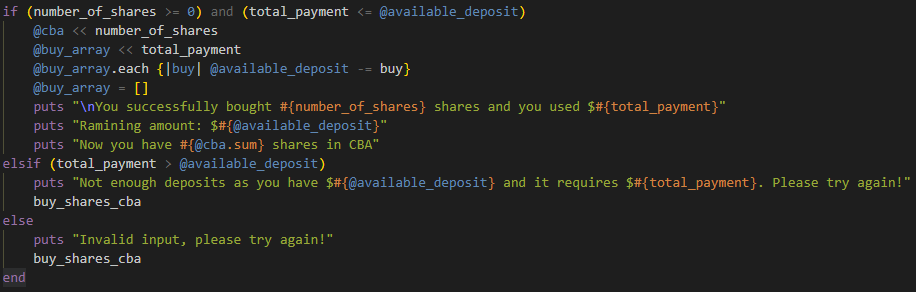 if (number_of_shares >= 0) and (total_payment <= @available_deposit)
    @cba << number_of_shares
    @buy_array << total_payment
    @buy_array.each {|buy| @available_deposit -= buy}
    @buy_array = []
    puts "\nYou successfully bought #{number_of_shares} shares and you used $#{total_payment}"
    puts "Ramining amount: $#{@available_deposit}"
    puts "Now you have #{@cba.sum} shares in CBA"
elsif (total_payment > @available_deposit)
    puts "Not enough deposits as you have $#{@available_deposit} and it requires $#{total_payment}. Please try again!"
    buy_shares_cba
else
    puts "Invalid input, please try again!"
    buy_shares_cba
end